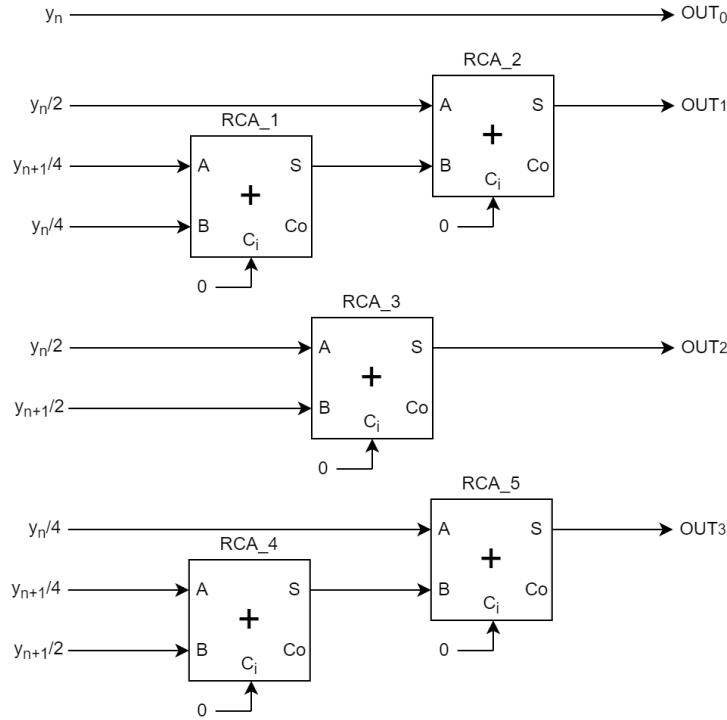 yₙ OUT₀
RCA_2
yₙ/2 A S OUT1
RCA_1 +
yₙ₊₁/4 A S B Co
+ Cᵢ
yₙ/4 B Co 0
Cᵢ
0
RCA_3
yₙ/2 A S OUT2
+
yₙ₊₁/2 B Co
Cᵢ
0
RCA_5
yₙ/4 A S OUT3
RCA_4 +
yₙ₊₁/4 A S B Co
+ Cᵢ
yₙ₊₁/2 B Co 0
Cᵢ
0